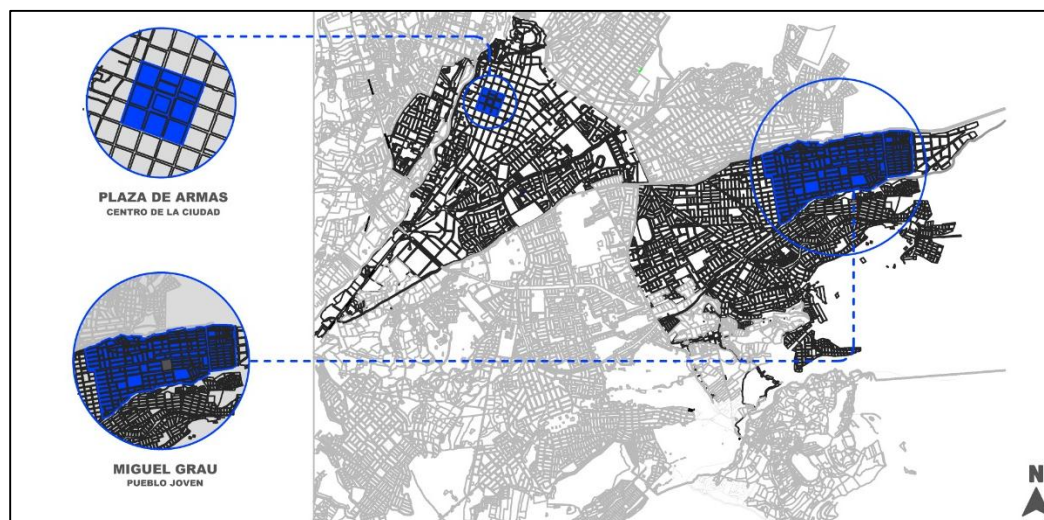 PLAZA DE ARMAS
CENTRO DE LA CIUDAD
MIGUEL GRAU
PUEBLO JOVEN
N